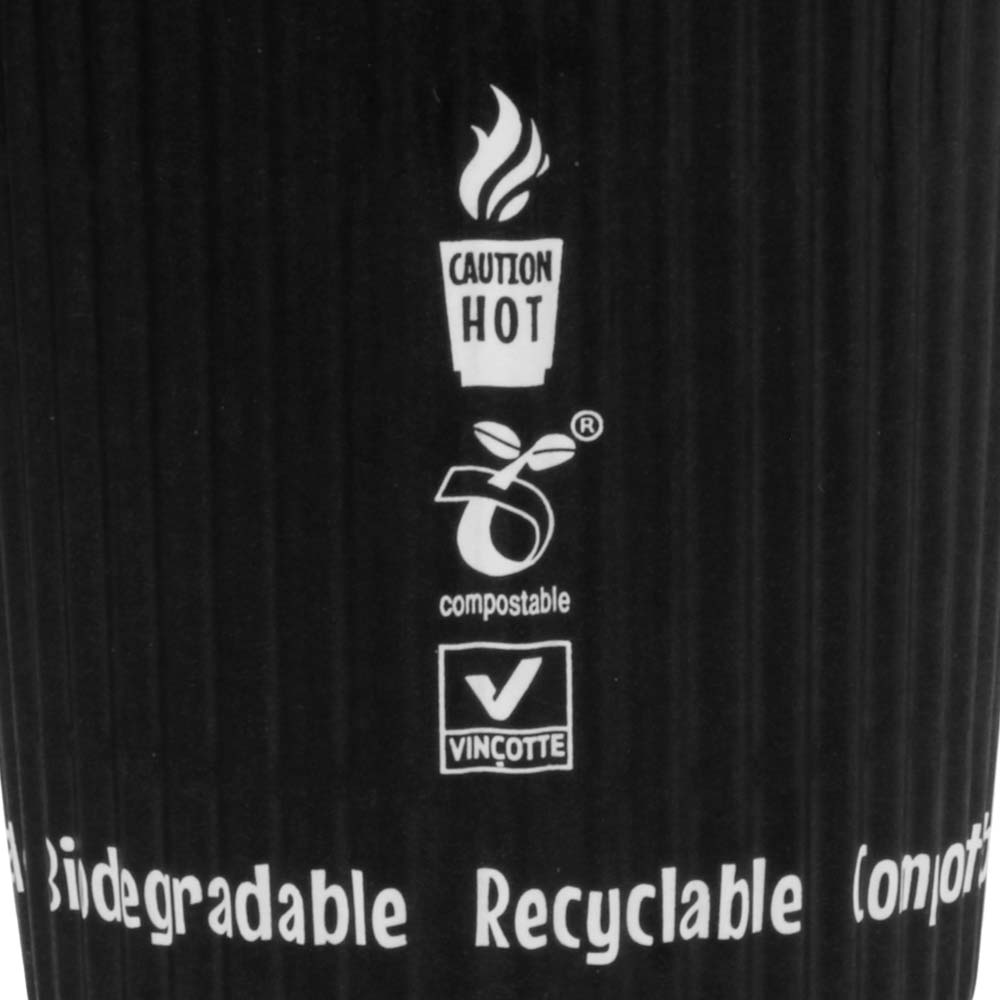 CAUTION
HOT
®
compostable
VINÇOTTE
Biodegradable Recyclable